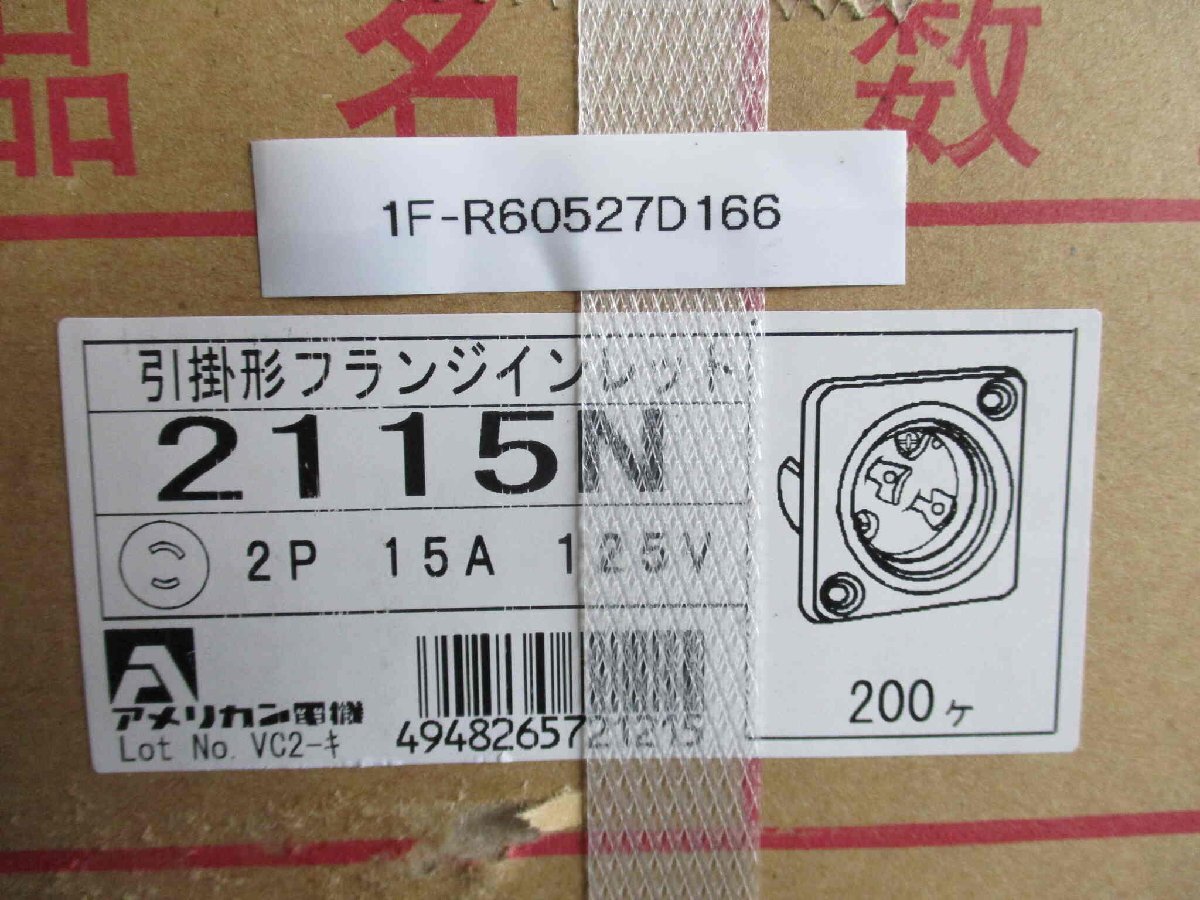 品 名 数
1F-R60527D166
引掛形フランジインレット
2115N
2P 15A 125V
アメリカン電機
Lot No. VC2-キ
4948265721215
200ヶ